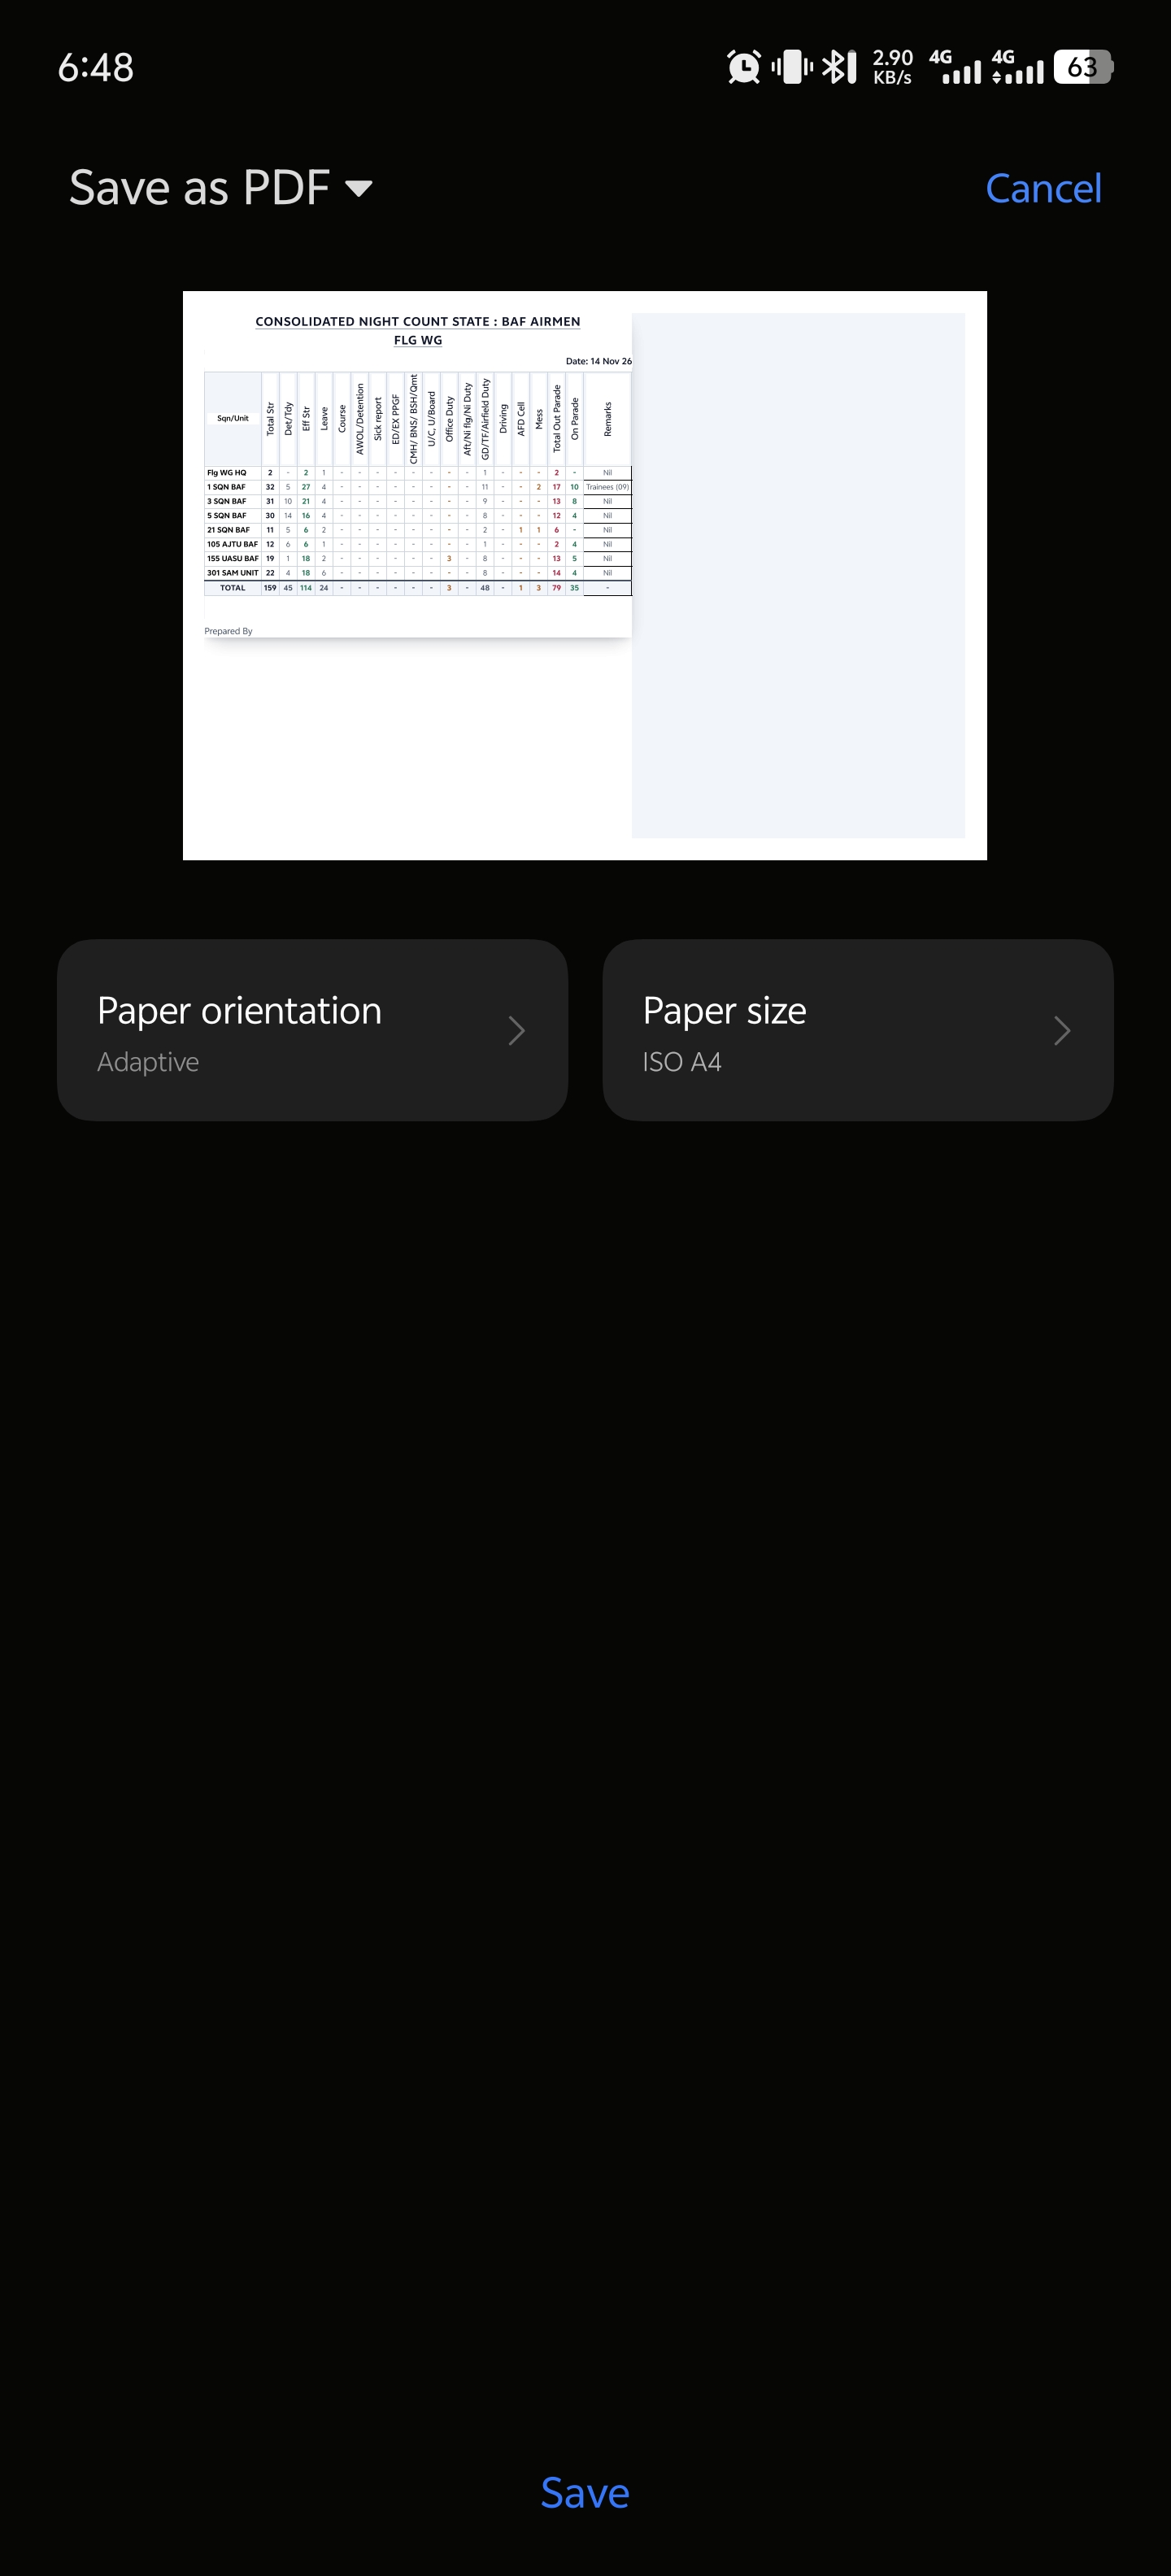 6:48
2.90
KB/s
4G
4G
63
Save as PDF
Cancel
CONSOLIDATED NIGHT COUNT STATE : BAF AIRMEN
FLG WG
Date: 14 Nov 26
Sqn/Unit Total Str Det/Tdy Eff Str Leave Course AWOL/Detention Sick report ED/EX PPGF CMH/ BNS/ BSH/Qmt U/C, U/Board Office Duty Aft/Ni flg/Ni Duty GD/TF/Airfield Duty Driving AFD Cell Mess Total Out Parade On Parade Remarks
Flg WG HQ 2 - 2 1 - - - - - - - - 1 - - - 2 - Nil
1 SQN BAF 32 5 27 4 - - - - - - - - 11 - - 2 17 10 Trainees (09)
3 SQN BAF 31 10 21 4 - - - - - - - - 9 - - - 13 8 Nil
5 SQN BAF 30 14 16 4 - - - - - - - - 8 - - - 12 4 Nil
21 SQN BAF 11 5 6 2 - - - - - - - - 2 - 1 1 6 - Nil
105 AJTU BAF 12 6 6 1 - - - - - - - - 1 - - - 2 4 Nil
155 UASU BAF 19 1 18 2 - - - - - - 3 - 8 - - - 13 5 Nil
301 SAM UNIT 22 4 18 6 - - - - - - - - 8 - - - 14 4 Nil
TOTAL 159 45 114 24 - - - - - - 3 - 48 - 1 3 79 35 -
Prepared By
Paper orientation
Adaptive
Paper size
ISO A4
Save